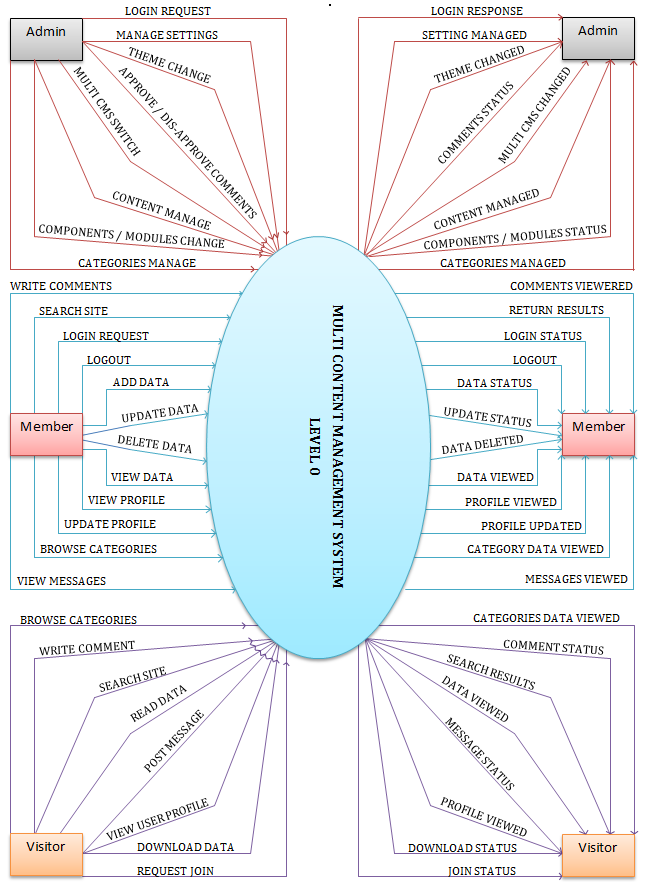 LOGIN REQUEST
Admin
MANAGE SETTINGS
THEME CHANGE
APPROVE / DIS-APPROVE COMMENTS
MULTI CMS SWITCH
CONTENT MANAGE
COMPONENTS / MODULES CHANGE
CATEGORIES MANAGE
LOGIN RESPONSE
Admin
SETTING MANAGED
THEME CHANGED
COMMENTS STATUS
MULTI CMS CHANGED
CONTENT MANAGED
COMPONENTS / MODULES STATUS
CATEGORIES MANAGED
WRITE COMMENTS
SEARCH SITE
LOGIN REQUEST
LOGOUT
ADD DATA
UPDATE DATA
Member
DELETE DATA
VIEW DATA
VIEW PROFILE
UPDATE PROFILE
BROWSE CATEGORIES
VIEW MESSAGES
MULTI CONTENT MANAGEMENT SYSTEM
LEVEL 0
COMMENTS VIEWERED
RETURN RESULTS
LOGIN STATUS
LOGOUT
DATA STATUS
UPDATE STATUS
Member
DATA DELETED
DATA VIEWED
PROFILE VIEWED
PROFILE UPDATED
CATEGORY DATA VIEWED
MESSAGES VIEWED
BROWSE CATEGORIES
WRITE COMMENT
SEARCH SITE
READ DATA
POST MESSAGE
VIEW USER PROFILE
Visitor
DOWNLOAD DATA
REQUEST JOIN
CATEGORIES DATA VIEWED
COMMENT STATUS
SEARCH RESULTS
DATA VIEWED
MESSAGE STATUS
PROFILE VIEWED
Visitor
DOWNLOAD STATUS
JOIN STATUS